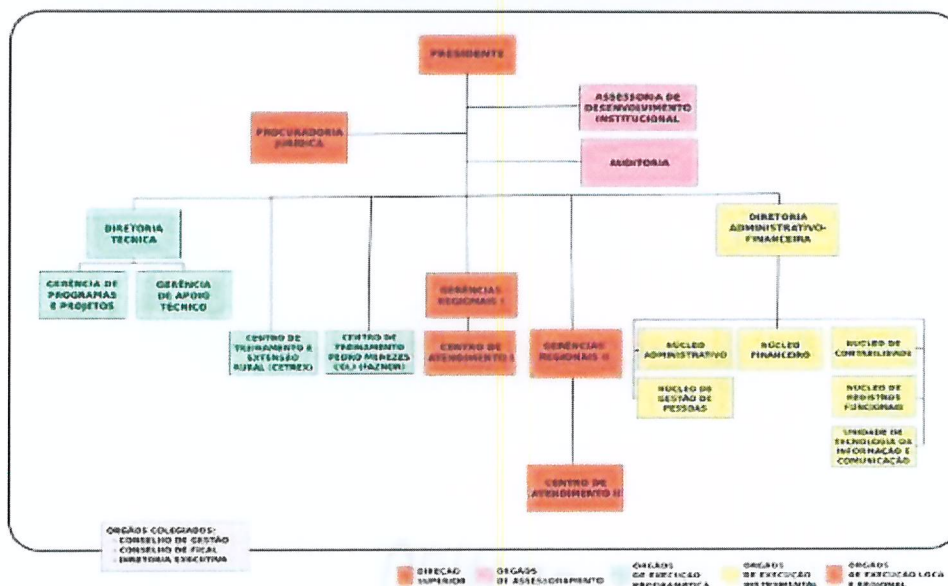 PRESIDENTE
ASSESSORIA DE
DESENVOLVIMENTO
INSTITUCIONAL
PROCURADORIA
JURÍDICA
AUDITORIA
DIRETORIA
TÉCNICA
DIRETORIA
ADMINISTRATIVO-
FINANCEIRA
GERÊNCIA DE
PROGRAMAS
E PROJETOS
GERÊNCIA
DE APOIO
TÉCNICO
GERÊNCIAS
REGIONAIS I
CENTRO DE
TREINAMENTO E
EXTENSÃO
RURAL (CETREX)
CENTRO DE
TREINAMENTO
PEDRO MENEZES
CENTRO DE
ATENDIMENTO I
GERÊNCIAS
REGIONAIS II
NÚCLEO
ADMINISTRATIVO
NÚCLEO
FINANCEIRO
NÚCLEO DE
CONTABILIDADE
NÚCLEO DE
GESTÃO DE
PESSOAS
NÚCLEO
DE REGISTROS
FUNCIONAIS
UNIDADE DE
TECNOLOGIA DA
INFORMAÇÃO E
COMUNICAÇÃO
CENTRO DE
ATENDIMENTO II
ÓRGÃOS COLEGIADOS:
- CONSELHO DE GESTÃO
- CONSELHO DE FICAL
- DIRETORIA EXECUTIVA
DIREÇÃO
SUPERIOR
ÓRGÃOS
DE ASSESSORAMENTO
ÓRGÃOS
DE EXECUÇÃO
PROGRAMÁTICA
ÓRGÃOS
DE EXECUÇÃO
INSTRUMENTAL
ÓRGÃOS
DE EXECUÇÃO LOCA
E REGIONAL